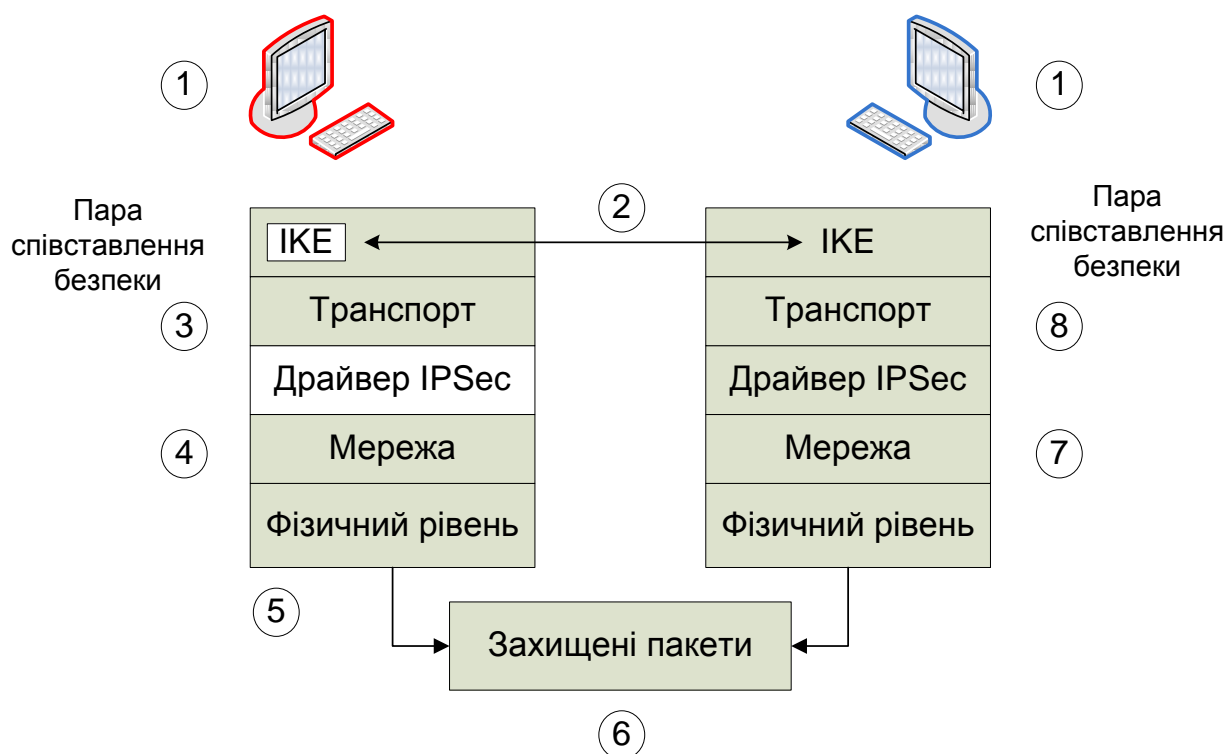 1
1
Пара
співставлення
безпеки
2
Пара
співставлення
безпеки
IKE
IKE
3
Транспорт
Транспорт
8
Драйвер IPSec
Драйвер IPSec
4
Мережа
Мережа
7
Фізичний рівень
Фізичний рівень
5
Захищені пакети
6